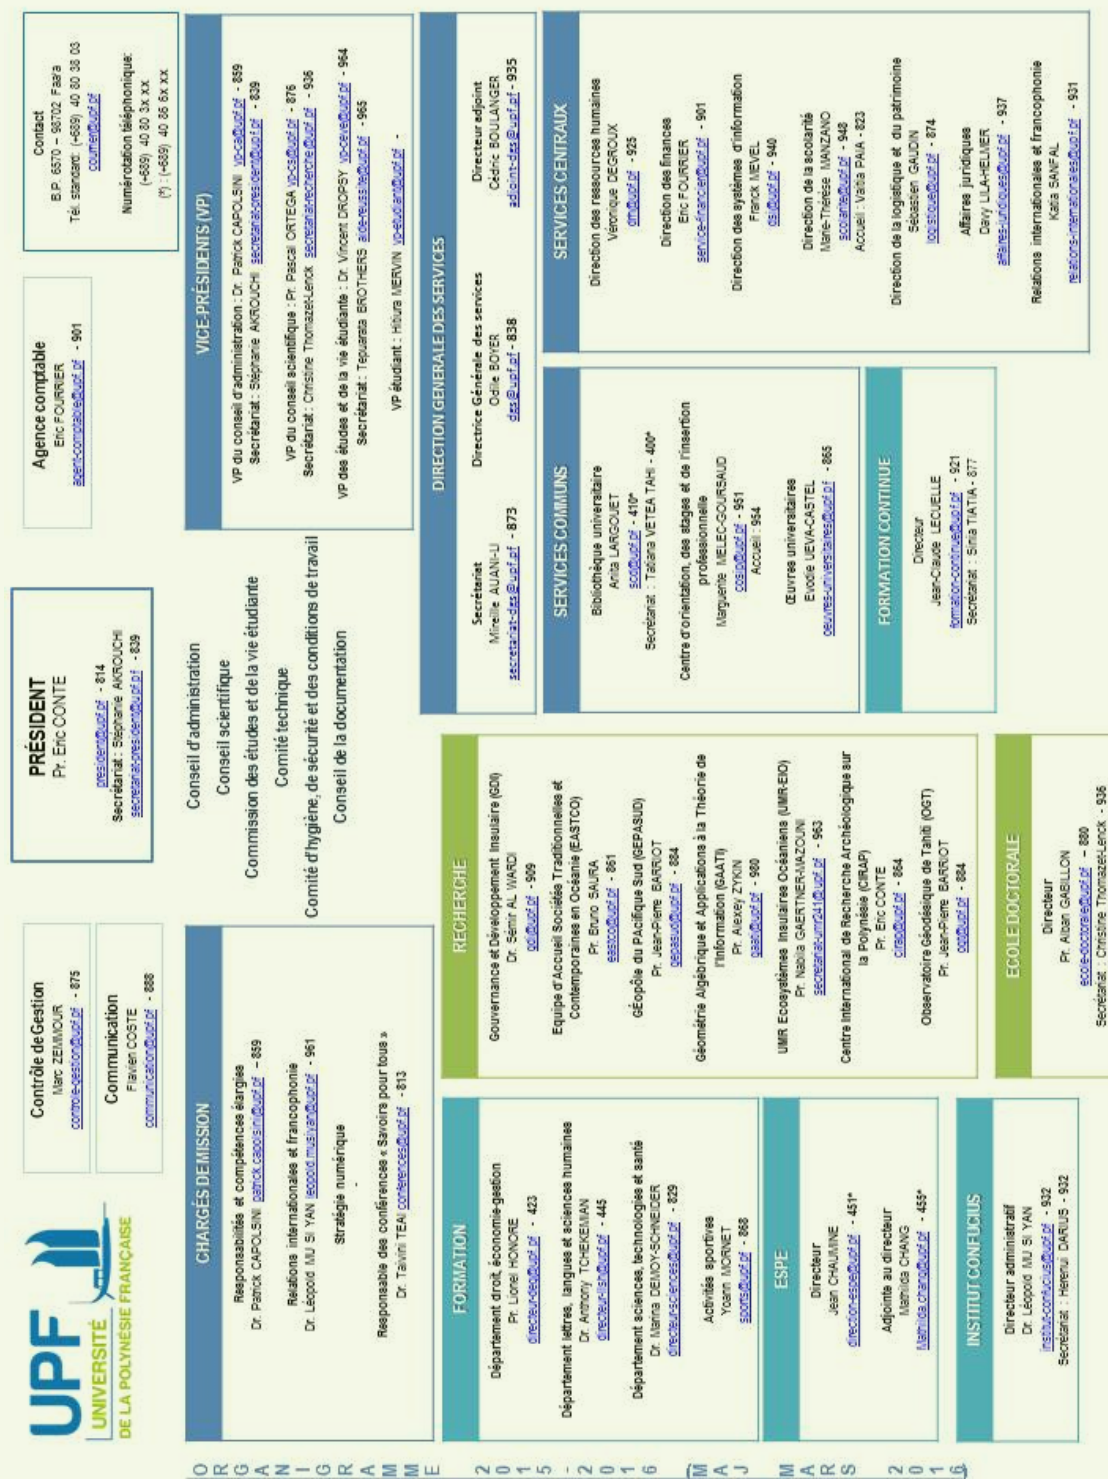 UPF
UNIVERSITÉ
DE LA POLYNÉSIE FRANÇAISE
ORGANIGRAMME 2015-2016 (MAJ MARS 2016)
Contrôle de Gestion
Marc ZEMMOUR
controle-gestion@upf.pf - 875
Communication
Flavien COSTE
communication@upf.pf - 888
PRÉSIDENT
Pr. Eric CONTE
president@upf.pf - 814
Secrétariat : Stéphanie AKROUCHI
secretariat-president@upf.pf - 839
Agence comptable
Eric FOURRIER
agent-comptable@upf.pf - 901
Contact
B.P. 6570 – 98702 Faa'a
Tél. standard: (+689) 40 80 38 03
courrier@upf.pf
Numérotation téléphonique:
(+689) 40 80 3x xx
(*) : (+689) 40 86 6x xx
CHARGÉS DE MISSION
Responsabilités et compétences élargies
Dr. Patrick CAPOLSINI patrick.capolsini@upf.pf – 859
Relations internationales et francophonie
Dr. Léopold MU SI YAN leopold.musiyan@upf.pf - 961
Stratégie numérique
-
Responsable des conférences « Savoirs pour tous »
Dr. Taivini TEAI conferences@upf.pf - 813
Conseil d'administration
Conseil scientifique
Commission des études et de la vie étudiante
Comité technique
Comité d'hygiène, de sécurité et des conditions de travail
Conseil de la documentation
VICE-PRÉSIDENTS (VP)
VP du conseil d'administration : Dr. Patrick CAPOLSINI vp-ca@upf.pf - 859
Secrétariat : Stéphanie AKROUCHI secretariat-president@upf.pf - 839
VP du conseil scientifique : Pr. Pascal ORTEGA vp-cs@upf.pf - 876
Secrétariat : Christine Thomazet-Lenck secretariat-recherche@upf.pf - 936
VP des études et de la vie étudiante : Dr. Vincent DROPSY vp-ceve@upf.pf - 964
Secrétariat : Tepuarata BROTHERS aide-reussite@upf.pf - 965
VP étudiant : Hitiura MERVIN vp-etudiant@upf.pf -
DIRECTION GENERALE DES SERVICES
Secrétariat
Mireille AUANI-LI
secretariat-dgs@upf.pf - 873
Directrice Générale des services
Odile BOYER
dgs@upf.pf - 838
Directeur adjoint
Cédric BOULANGER
adjoint-dgs@upf.pf - 935
FORMATION
Département droit, économie-gestion
Pr. Lionel HONORE
directeur-deg@upf.pf - 423
Département lettres, langues et sciences humaines
Dr. Anthony TCHEKEMIAN
directeur-llsh@upf.pf - 445
Département sciences, technologies et santé
Dr. Marina DEMOY-SCHNEIDER
directeur-sciences@upf.pf - 829
Activités sportives
Yoann MORNET
sports@upf.pf - 868
ESPE
Directeur
Jean CHAUMINE
direction-espe@upf.pf - 451*
Adjointe au directeur
Mathilda CHANG
Mathilda.chang@upf.pf - 455*
INSTITUT CONFUCIUS
Directeur administratif
Dr. Léopold MU SI YAN
institut-confucius@upf.pf - 932
Secrétariat : Herenui DARIUS - 932
RECHERCHE
Gouvernance et Développement Insulaire (GDI)
Dr. Sémir AL WARDI
gdi@upf.pf - 909
Equipe d'Accueil Sociétés Traditionnelles et
Contemporaines en Océanie (EASTCO)
Pr. Bruno SAURA
eastco@upf.pf - 861
GEopôle du PAcifique Sud (GEPASUD)
Pr. Jean-Pierre BARRIOT
gepasud@upf.pf - 884
Géométrie Algébrique et Applications à la Théorie de
l'Information (GAATI)
Pr. Alexey ZYKIN
gaati@upf.pf - 980
UMR Ecosystèmes Insulaires Océaniens (UMR-EIO)
Pr. Nabila GAERTNER-MAZOUNI
secretariat-umr241@upf.pf - 963
Centre International de Recherche Archéologique sur
la Polynésie (CIRAP)
Pr. Eric CONTE
cirap@upf.pf - 864
Observatoire Géodésique de Tahiti (OGT)
Pr. Jean-Pierre BARRIOT
ogt@upf.pf - 884
ECOLE DOCTORALE
Directeur
Pr. Alban GABILLON
ecole-doctorale@upf.pf – 880
Secrétariat : Christine Thomazet-Lenck - 936
SERVICES COMMUNS
Bibliothèque universitaire
Anita LARGOUET
scd@upf.pf - 410*
Secrétariat : Tatiana VETEA TAHI - 400*
Centre d'orientation, des stages et de l'insertion
professionnelle
Marguerite MELEC-GOURSAUD
cosip@upf.pf - 951
Accueil : 954
Œuvres universitaires
Evodie UEVA-CASTEL
oeuvres-universitaires@upf.pf - 865
FORMATION CONTINUE
Directeur
Jean-Claude LECUELLE
formation-continue@upf.pf - 921
Secrétariat : Sinia TIATIA - 877
SERVICES CENTRAUX
Direction des ressources humaines
Véronique DEGROUX
drh@upf.pf - 925
Direction des finances
Eric FOURRIER
service-financier@upf.pf - 901
Direction des systèmes d'information
Franck MEVEL
dsi@upf.pf - 940
Direction de la scolarité
Marie-Thérèse MANZANO
scolarite@upf.pf - 948
Accueil : Vaitia PAIA - 823
Direction de la logistique et du patrimoine
Sébastien GAUDIN
logistique@upf.pf - 874
Affaires juridiques
Davy LILA-HELMER
affaires-juridiques@upf.pf - 937
Relations internationales et francophonie
Katia SANFAL
relations-internationales@upf.pf - 931